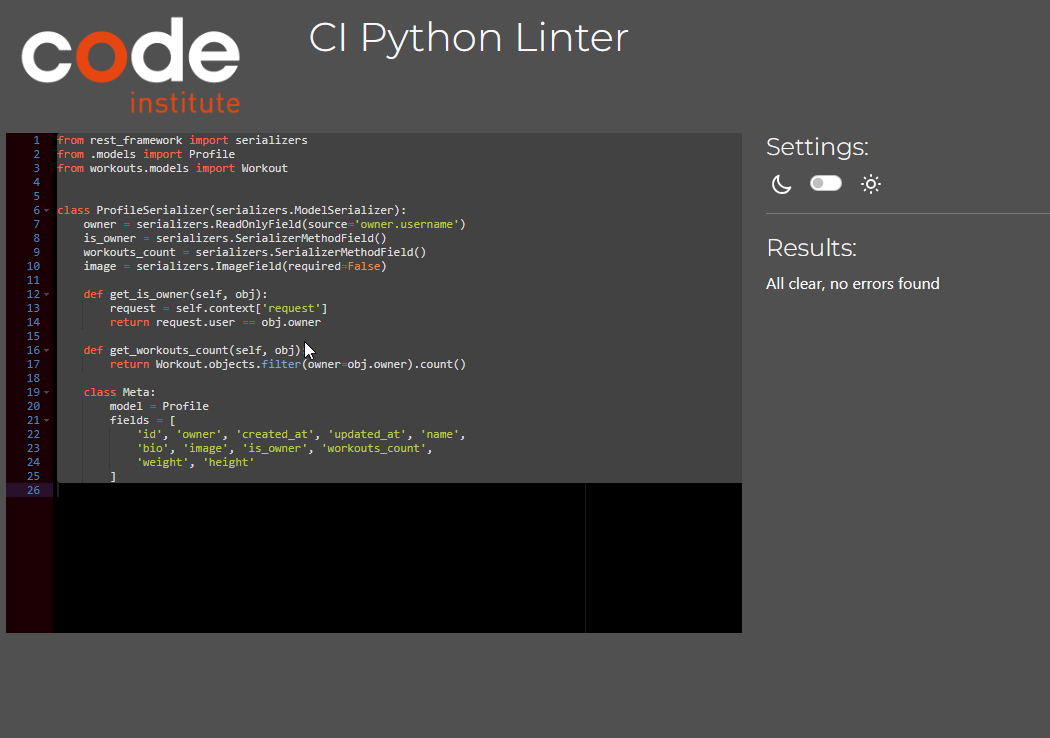 code
institute
CI Python Linter
1 from rest_framework import serializers
2 from .models import Profile
3 from workouts.models import Workout
4
5
6 class ProfileSerializer(serializers.ModelSerializer):
7     owner = serializers.ReadOnlyField(source='owner.username')
8     is_owner = serializers.SerializerMethodField()
9     workouts_count = serializers.SerializerMethodField()
10     image = serializers.ImageField(required=False)
11
12     def get_is_owner(self, obj):
13         request = self.context['request']
14         return request.user == obj.owner
15
16     def get_workouts_count(self, obj):
17         return Workout.objects.filter(owner=obj.owner).count()
18
19     class Meta:
20         model = Profile
21         fields = [
22             'id', 'owner', 'created_at', 'updated_at', 'name',
23             'bio', 'image', 'is_owner', 'workouts_count',
24             'weight', 'height'
25         ]
26
Settings:
Results:
All clear, no errors found